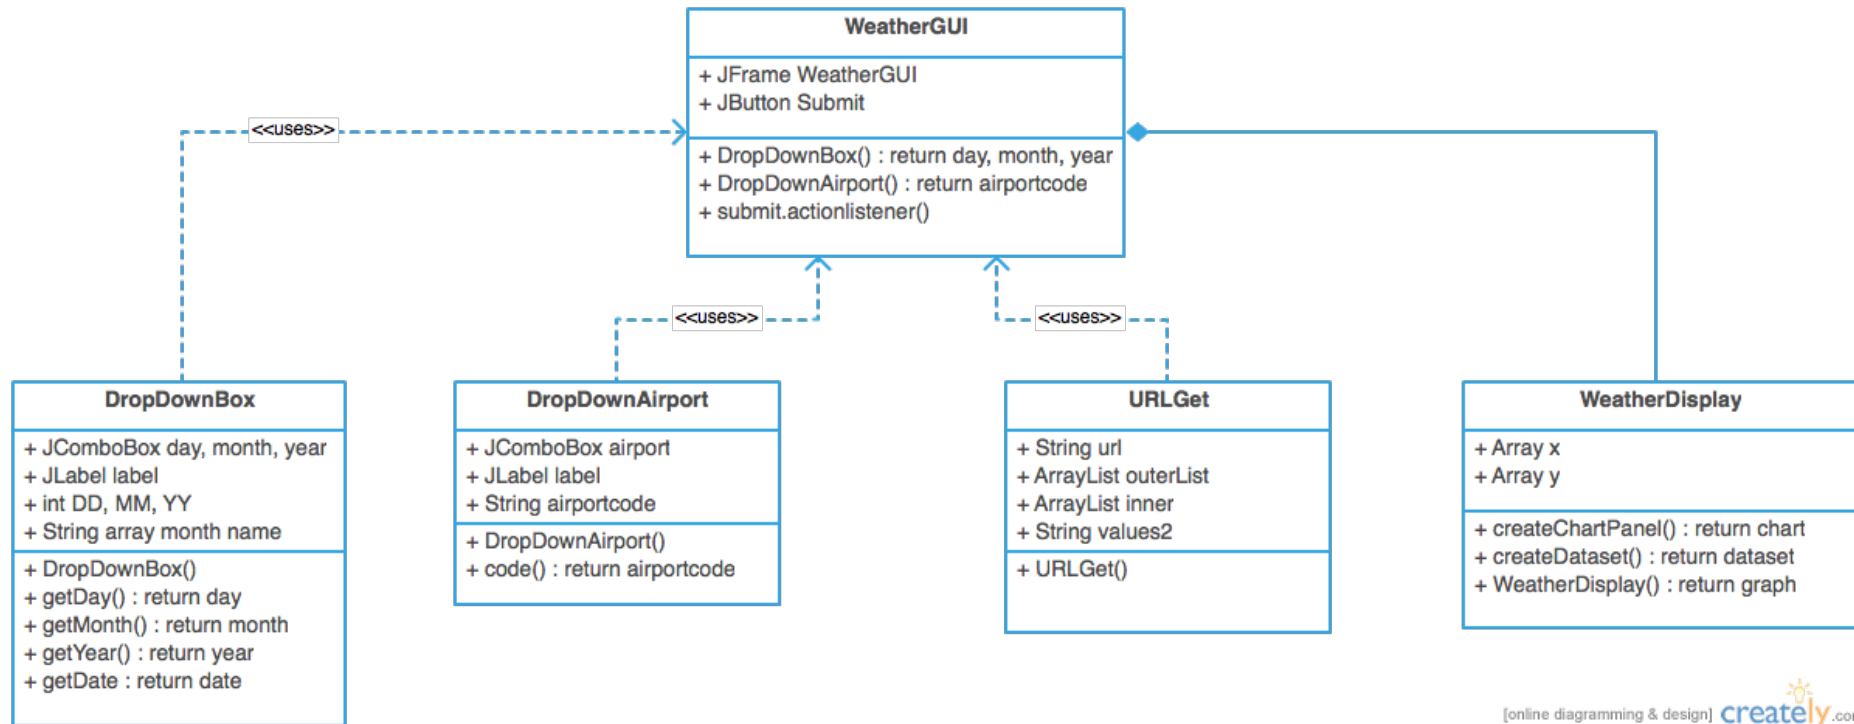 WeatherGUI
+ JFrame WeatherGUI
+ JButton Submit
+ DropDownBox() : return day, month, year
+ DropDownAirport() : return airportcode
+ submit.actionlistener()
<<uses>>
<<uses>>
<<uses>>
DropDownBox
+ JComboBox day, month, year
+ JLabel label
+ int DD, MM, YY
+ String array month name
+ DropDownBox()
+ getDay() : return day
+ getMonth() : return month
+ getYear() : return year
+ getDate : return date
DropDownAirport
+ JComboBox airport
+ JLabel label
+ String airportcode
+ DropDownAirport()
+ code() : return airportcode
URLGet
+ String url
+ ArrayList outerList
+ ArrayList inner
+ String values2
+ URLGet()
WeatherDisplay
+ Array x
+ Array y
+ createChartPanel() : return chart
+ createDataset() : return dataset
+ WeatherDisplay() : return graph
[online diagramming & design] creately.com